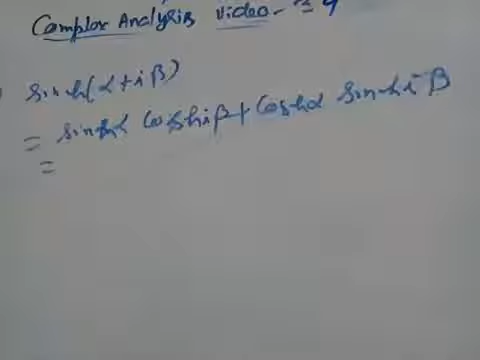 Complex Analysis Video - 9
sinh(α+iβ)
= sinhα coshiβ+coshα sinhiβ
=